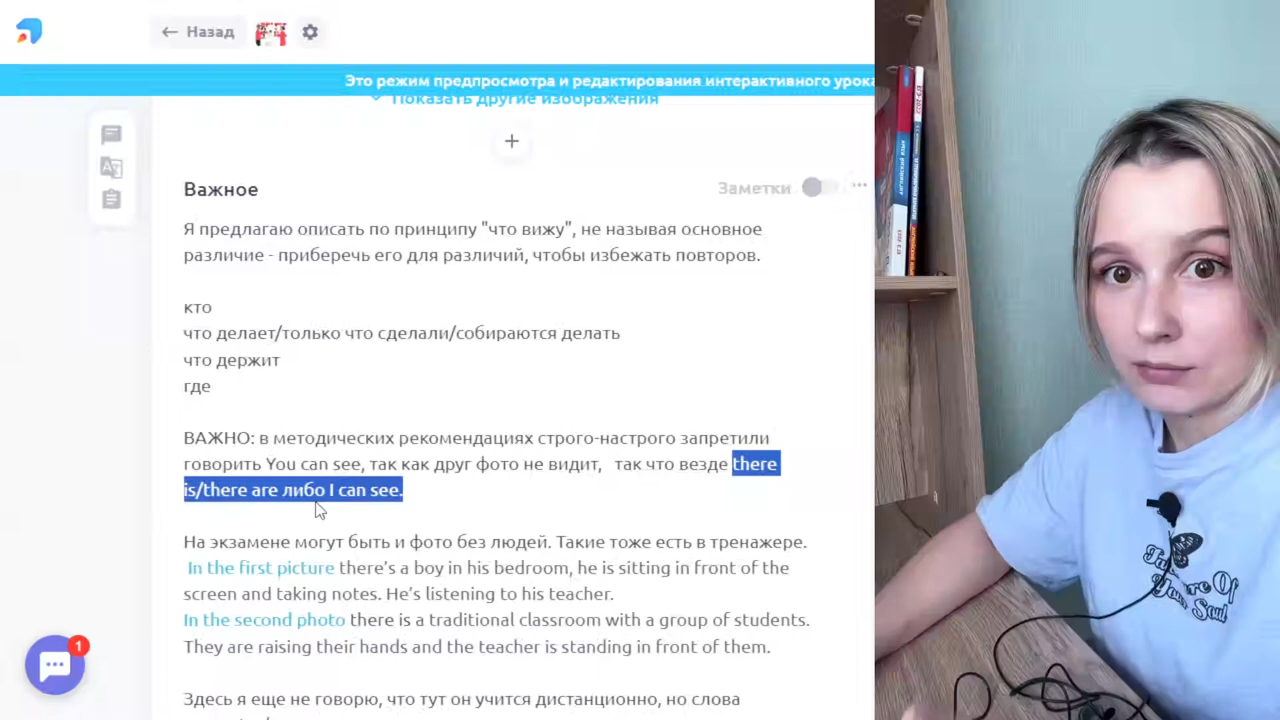 Назад
Это режим предпросмотра и редактирования интерактивного урока
Показать другие изображения
Важное
Заметки
Я предлагаю описать по принципу "что вижу", не называя основное
различие - приберечь его для различий, чтобы избежать повторов.
кто
что делает/только что сделали/собираются делать
что держит
где
ВАЖНО: в методических рекомендациях строго-настрого запретили
говорить You can see, так как друг фото не видит, так что везде there
is/there are либо I can see.
На экзамене могут быть и фото без людей. Такие тоже есть в тренажере.
In the first picture there's a boy in his bedroom, he is sitting in front of the
screen and taking notes. He's listening to his teacher.
In the second photo there is a traditional classroom with a group of students.
They are raising their hands and the teacher is standing in front of them.
Здесь я еще не говорю, что тут он учится дистанционно, но слова
1
Your Soul